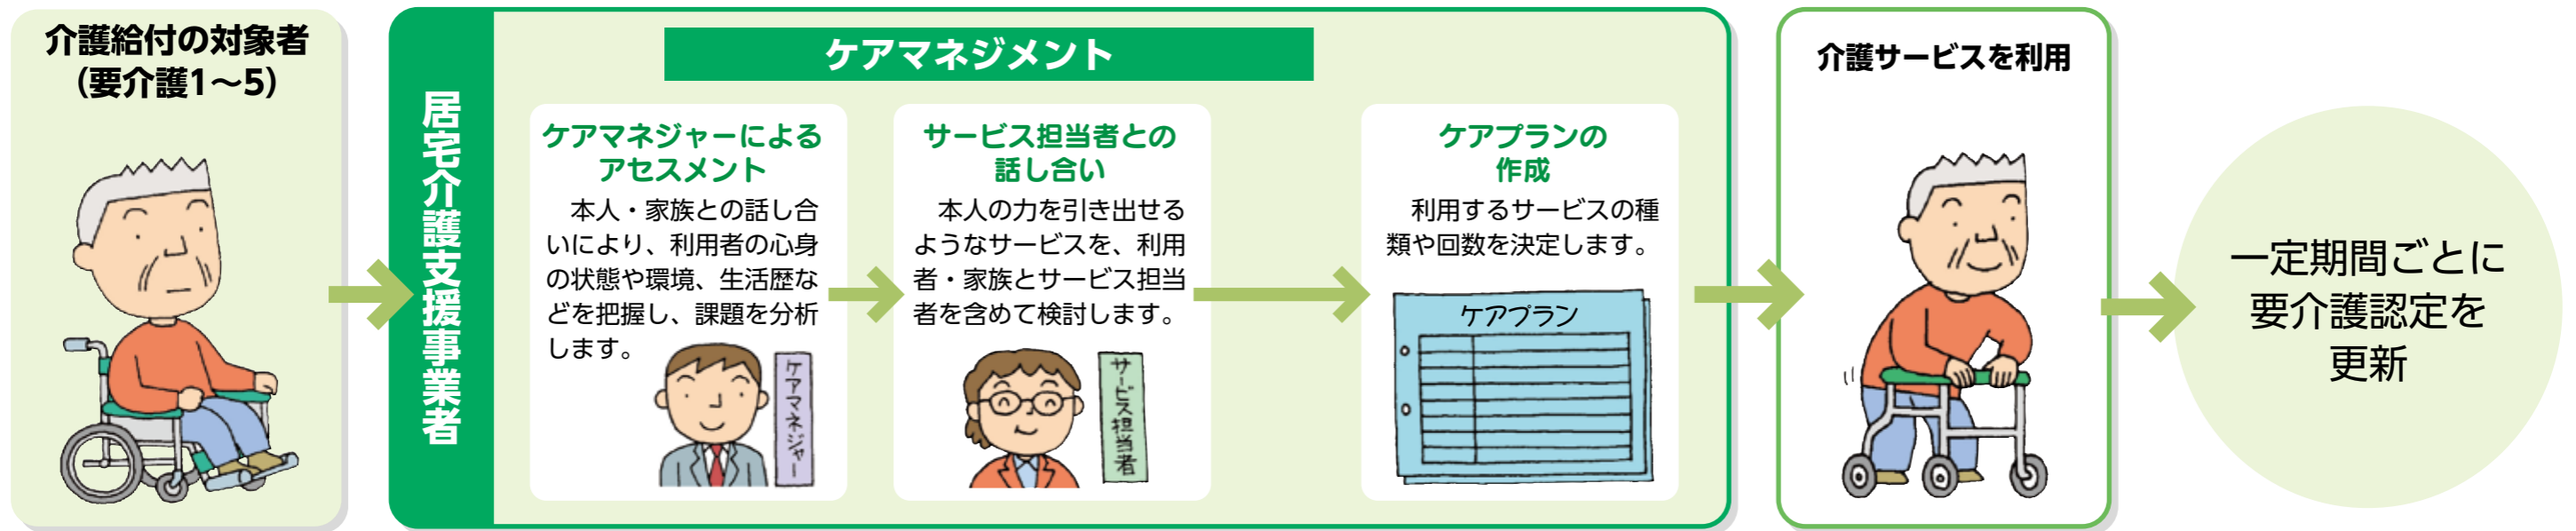 介護給付の対象者
(要介護1～5)
居宅介護支援事業者
ケアマネジメント
ケアマネジャーによる
アセスメント
本人・家族との話し合
いにより、利用者の心身
の状態や環境、生活歴な
どを把握し、課題を分析
します。
ケアマネジャー
サービス担当者との
話し合い
本人の力を引き出せる
ようなサービスを、利用
者・家族とサービス担当
者を含めて検討します。
サービス担当者
ケアプランの
作成
利用するサービスの種
類や回数を決定します。
ケアプラン
介護サービスを利用
一定期間ごとに
要介護認定を
更新